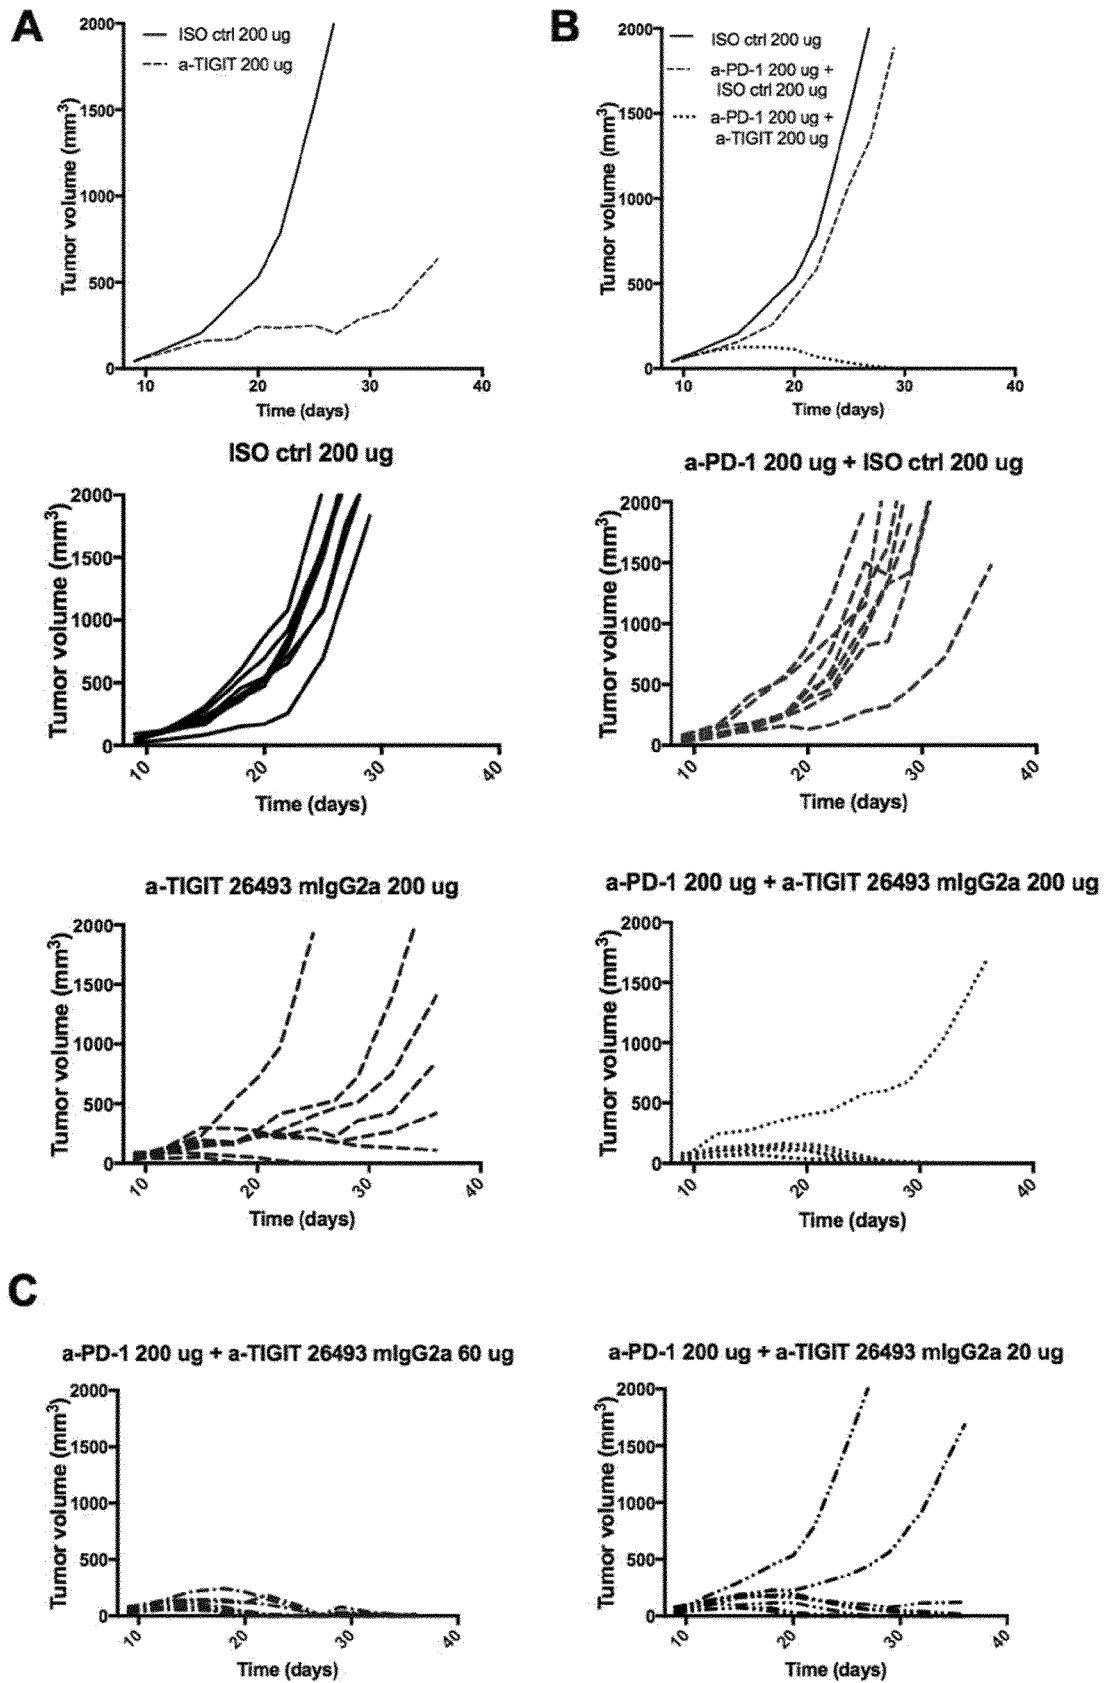 A
2000
1500
1000
500
0
Tumor volume (mm³)
ISO ctrl 200 ug
a-TIGIT 200 ug
10
20
30
40
Time (days)
B
2000
1500
1000
500
0
Tumor volume (mm³)
ISO ctrl 200 ug
a-PD-1 200 ug +
ISO ctrl 200 ug
a-PD-1 200 ug +
a-TIGIT 200 ug
10
20
30
40
Time (days)
ISO ctrl 200 ug
2000
1500
1000
500
0
Tumor volume (mm³)
10
20
30
40
Time (days)
a-PD-1 200 ug + ISO ctrl 200 ug
2000
1500
1000
500
0
Tumor volume (mm³)
10
20
30
40
Time (days)
a-TIGIT 26493 mIgG2a 200 ug
2000
1500
1000
500
0
Tumor volume (mm³)
10
20
30
40
Time (days)
a-PD-1 200 ug + a-TIGIT 26493 mIgG2a 200 ug
2000
1500
1000
500
0
Tumor volume (mm³)
10
20
30
40
Time (days)
C
a-PD-1 200 ug + a-TIGIT 26493 mIgG2a 60 ug
2000
1500
1000
500
0
Tumor volume (mm³)
10
20
30
40
Time (days)
a-PD-1 200 ug + a-TIGIT 26493 mIgG2a 20 ug
2000
1500
1000
500
0
Tumor volume (mm³)
10
20
30
40
Time (days)